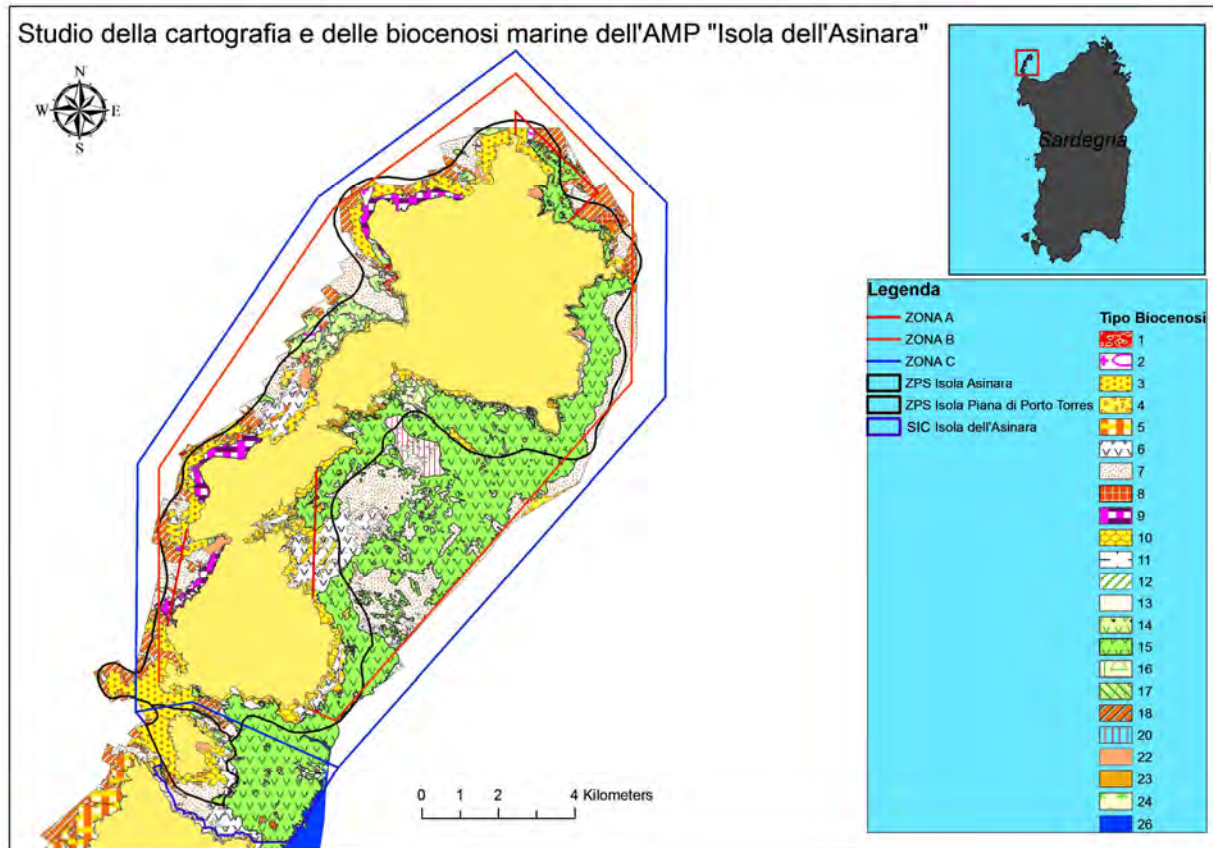 Studio della cartografia e delle biocenosi marine dell'AMP "Isola dell'Asinara"
N
W E
S
Sardegna
Legenda
ZONA A
ZONA B
ZONA C
ZPS Isola Asinara
ZPS Isola Piana di Porto Torres
SIC Isola dell'Asinara
Tipo Biocenosi
1
2
3
4
5
6
7
8
9
10
11
12
13
14
15
16
17
18
20
22
23
24
26
0 1 2 4 Kilometers